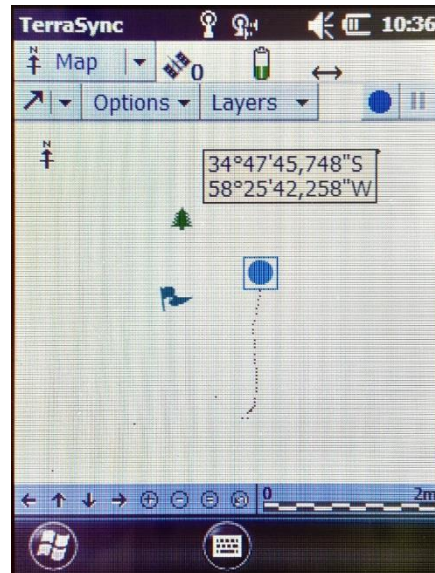 TerraSync 10:36
N Map 0
Options Layers
N
34°47'45,748"S
58°25'42,258"W
0 2m